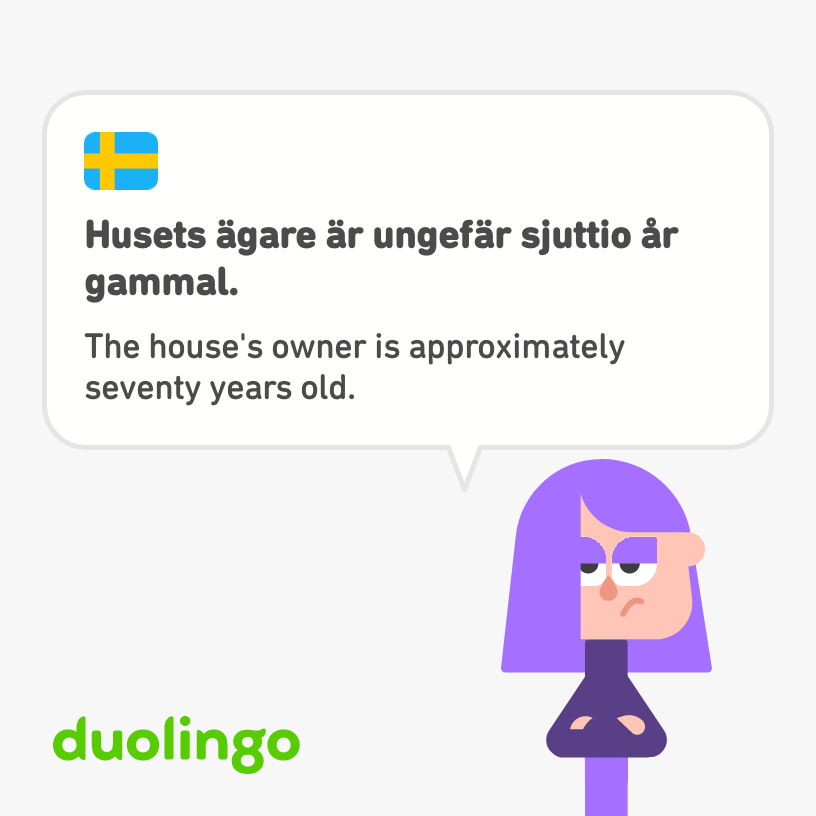 Husets ägare är ungefär sjuttio år
gammal.
The house's owner is approximately
seventy years old.
duolingo